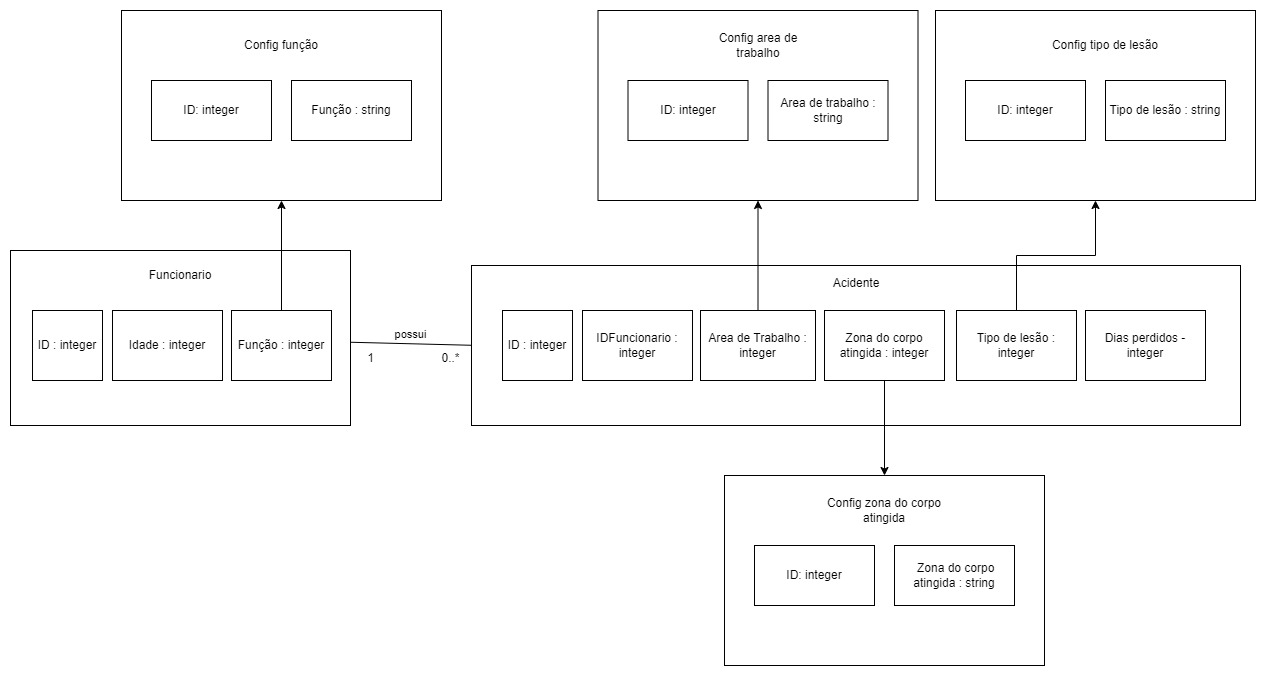 Config função
ID: integer
Função : string
Config area de
trabalho
ID: integer
Area de trabalho :
string
Config tipo de lesão
ID: integer
Tipo de lesão : string
Funcionario
ID : integer
Idade : integer
Função : integer
possui
1
0..*
Acidente
ID : integer
IDFuncionario :
integer
Area de Trabalho :
integer
Zona do corpo
atingida : integer
Tipo de lesão :
integer
Dias perdidos -
integer
Config zona do corpo
atingida
ID: integer
Zona do corpo
atingida : string